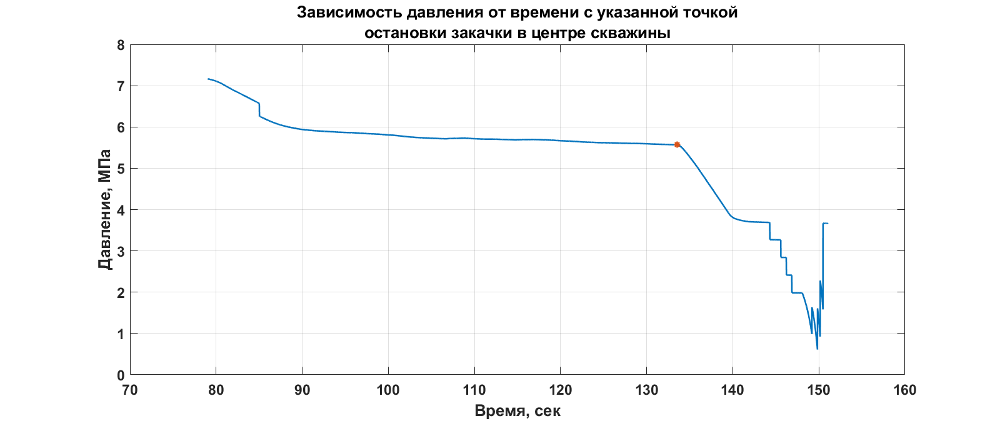 Зависимость давления от времени с указанной точкой
остановки закачки в центре скважины
8
7
6
5
4
3
2
1
0
Давление, МПа
70 80 90 100 110 120 130 140 150 160
Время, сек